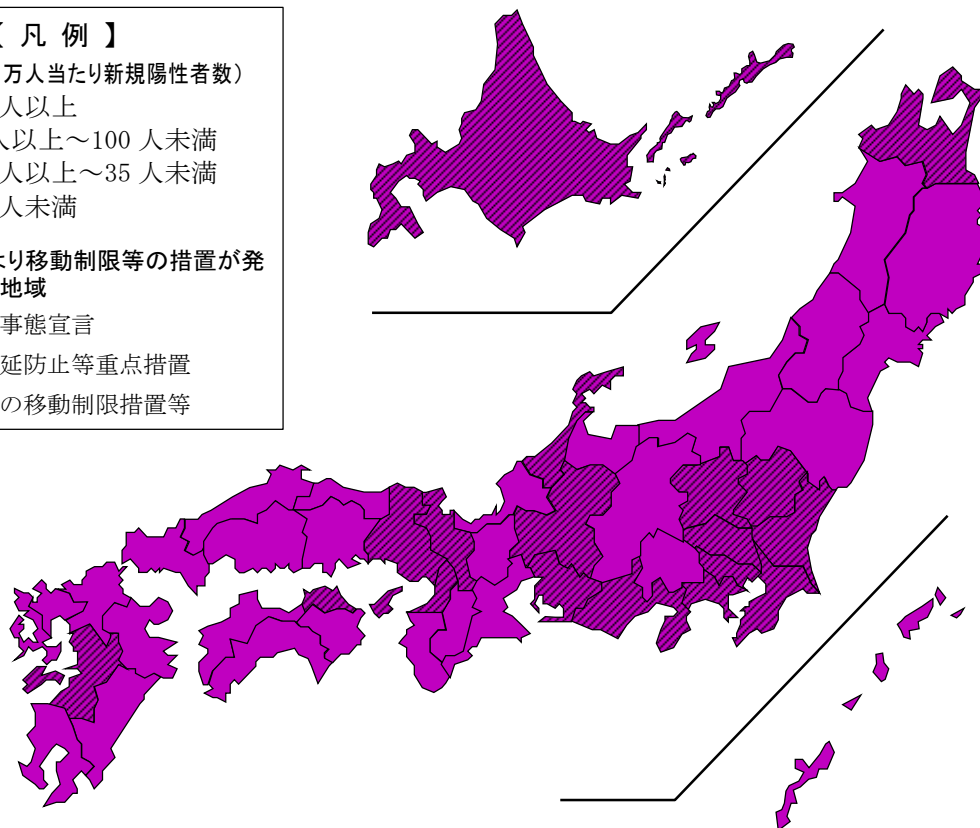 【 凡 例 】
万人当たり新規陽性者数）
人以上
人以上～100 人未満
人以上～35 人未満
人未満
より移動制限等の措置が発
地域
事態宣言
延防止等重点措置
の移動制限措置等